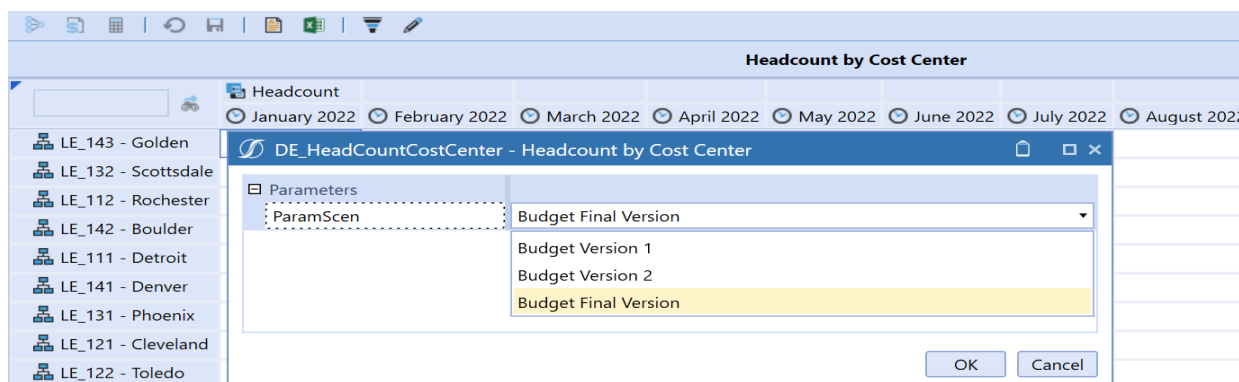 Headcount by Cost Center
Headcount
January 2022 February 2022 March 2022 April 2022 May 2022 June 2022 July 2022 August 2022
LE_143 - Golden
LE_132 - Scottsdale
LE_112 - Rochester
LE_142 - Boulder
LE_111 - Detroit
LE_141 - Denver
LE_131 - Phoenix
LE_121 - Cleveland
LE_122 - Toledo
DE_HeadCountCostCenter - Headcount by Cost Center
Parameters
ParamScen Budget Final Version
Budget Version 1
Budget Version 2
Budget Final Version
OK Cancel